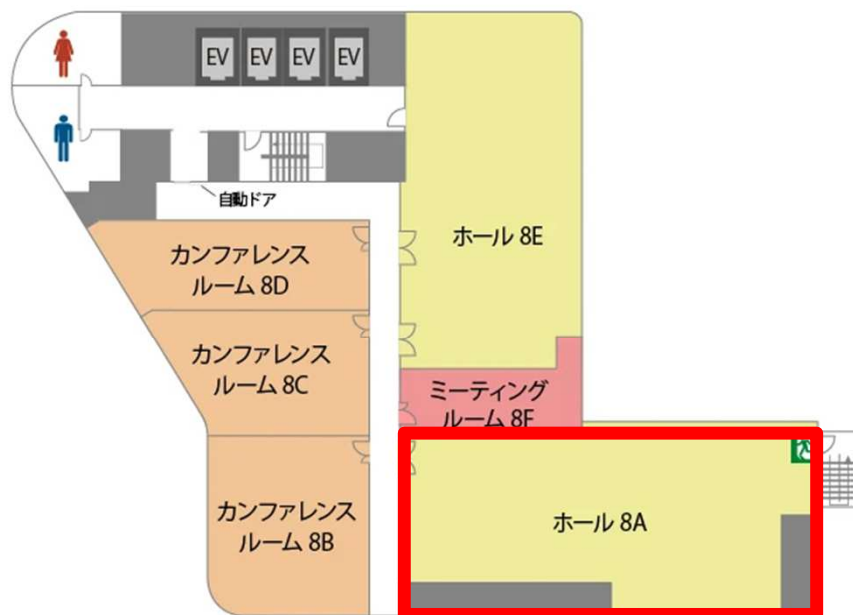 EV EV EV EV
自動ドア
ホール 8E
カンファレンス
ルーム 8D
カンファレンス
ルーム 8C
ミーティング
ルーム 8F
カンファレンス
ルーム 8B
ホール 8A